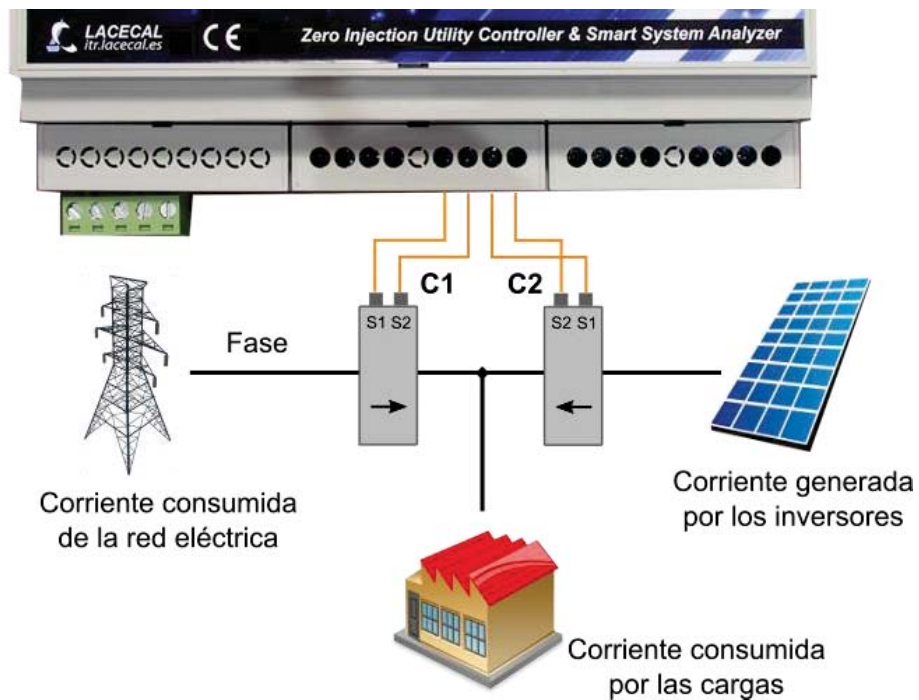 LACECAL
itr.lacecal.es
CE
Zero Injection Utility Controller & Smart System Analyzer
C1
C2
S1 S2
S2 S1
Fase
Corriente consumida
de la red eléctrica
Corriente generada
por los inversores
Corriente consumida
por las cargas